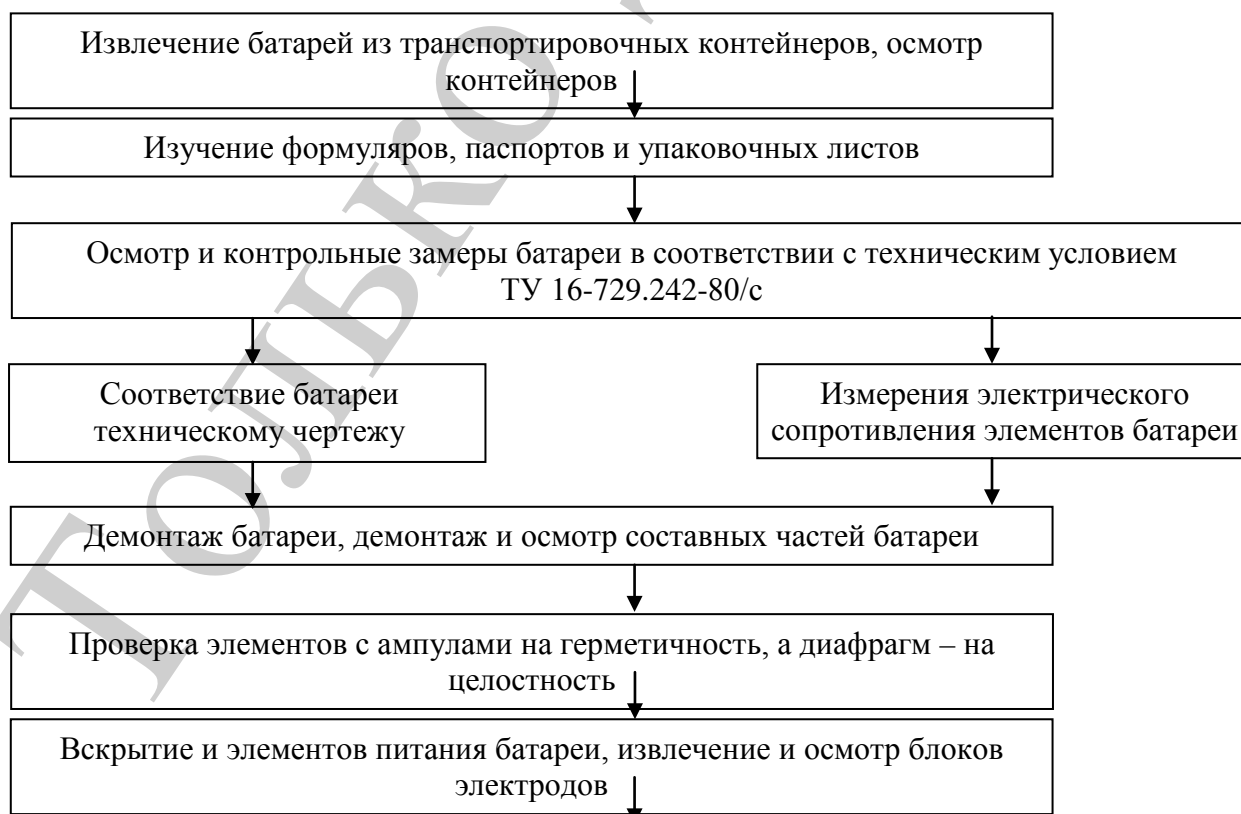 Извлечение батарей из транспортировочных контейнеров, осмотр
контейнеров
Изучение формуляров, паспортов и упаковочных листов
Осмотр и контрольные замеры батареи в соответствии с техническим условием
ТУ 16-729.242-80/с
Соответствие батареи
техническому чертежу
Измерения электрического
сопротивления элементов батареи
Демонтаж батареи, демонтаж и осмотр составных частей батареи
Проверка элементов с ампулами на герметичность, а диафрагм – на
целостность
Вскрытие и элементов питания батареи, извлечение и осмотр блоков
электродов
Только